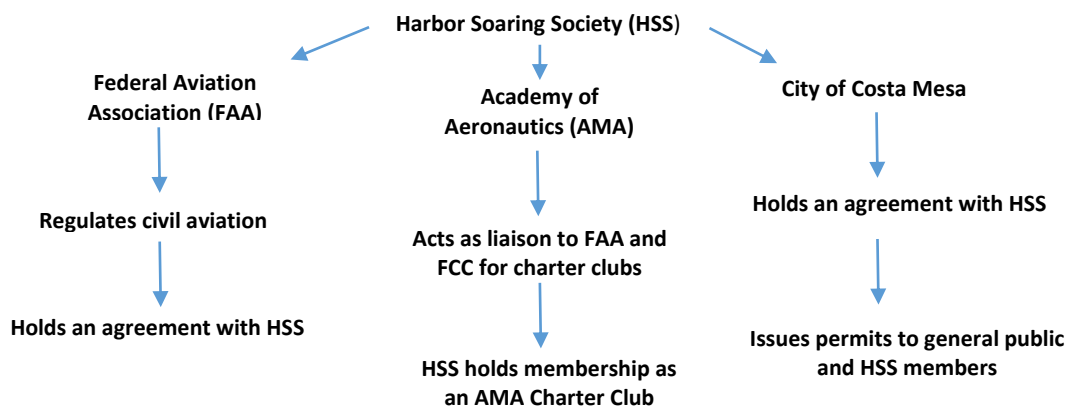 Harbor Soaring Society (HSS)
Federal Aviation
Association (FAA)
Academy of
Aeronautics (AMA)
City of Costa Mesa
Regulates civil aviation
Acts as liaison to FAA and
FCC for charter clubs
Holds an agreement with HSS
Holds an agreement with HSS
HSS holds membership as
an AMA Charter Club
Issues permits to general public
and HSS members